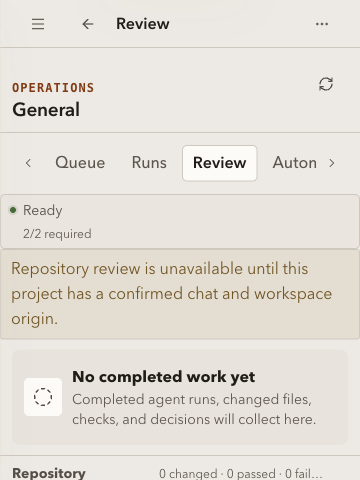 Review
OPERATIONS
General
Queue Runs Review Auton
Ready
2/2 required
Repository review is unavailable until this
project has a confirmed chat and workspace
origin.
No completed work yet
Completed agent runs, changed files,
checks, and decisions will collect here.
Repository 0 changed · 0 passed · 0 fail…